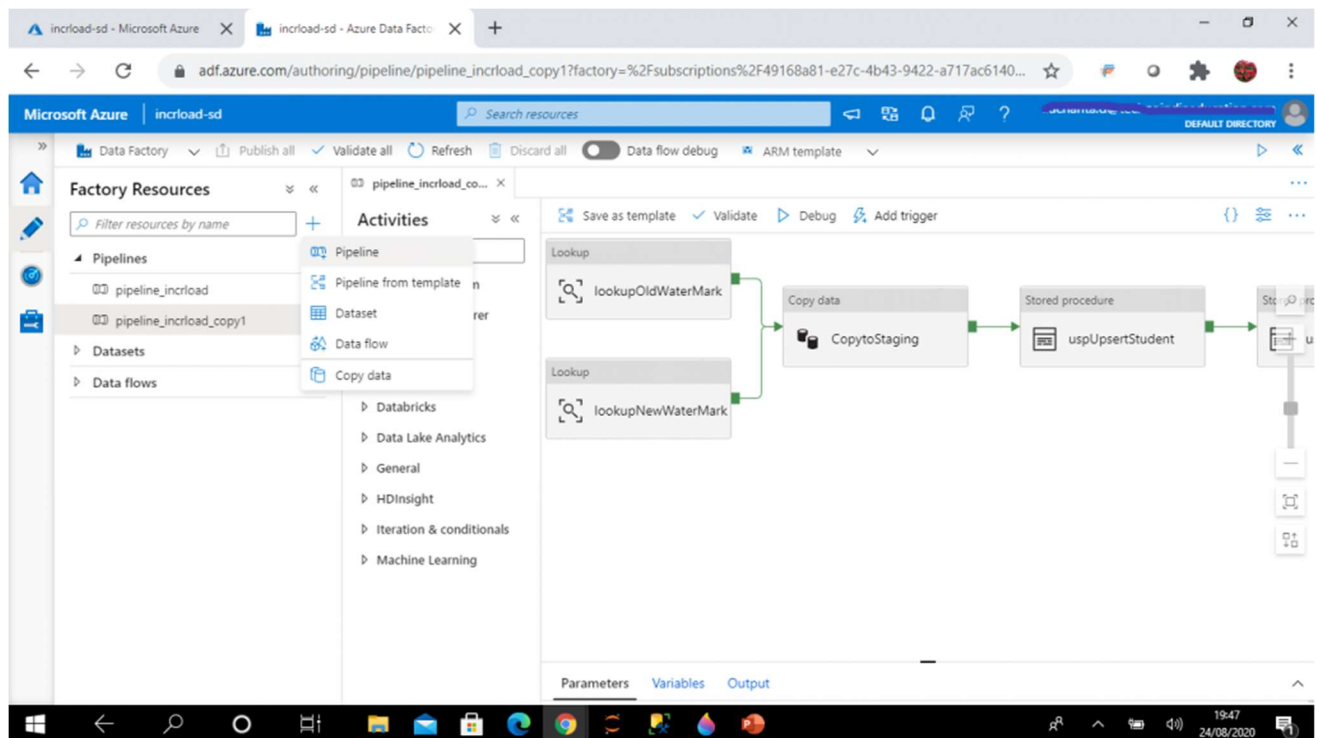 incrload-sd - Microsoft Azure
incrload-sd - Azure Data Facto
adf.azure.com/authoring/pipeline/pipeline_incrload_copy1?factory=%2Fsubscriptions%2F49168a81-e27c-4b43-9422-a717ac6140...
Microsoft Azure incrload-sd Search resources
DEFAULT DIRECTORY
Data Factory Publish all Validate all Refresh Discard all Data flow debug ARM template
Factory Resources
Filter resources by name
Pipelines
pipeline_incrload
pipeline_incrload_copy1
Datasets
Data flows
Pipeline
Pipeline from template
Dataset
Data flow
Copy data
pipeline_incrload_co...
Activities
n
rer
Databricks
Data Lake Analytics
General
HDInsight
Iteration & conditionals
Machine Learning
Save as template Validate Debug Add trigger
Lookup
lookupOldWaterMark
Lookup
lookupNewWaterMark
Copy data
CopytoStaging
Stored procedure
uspUpsertStudent
Parameters Variables Output
19:47
24/08/2020